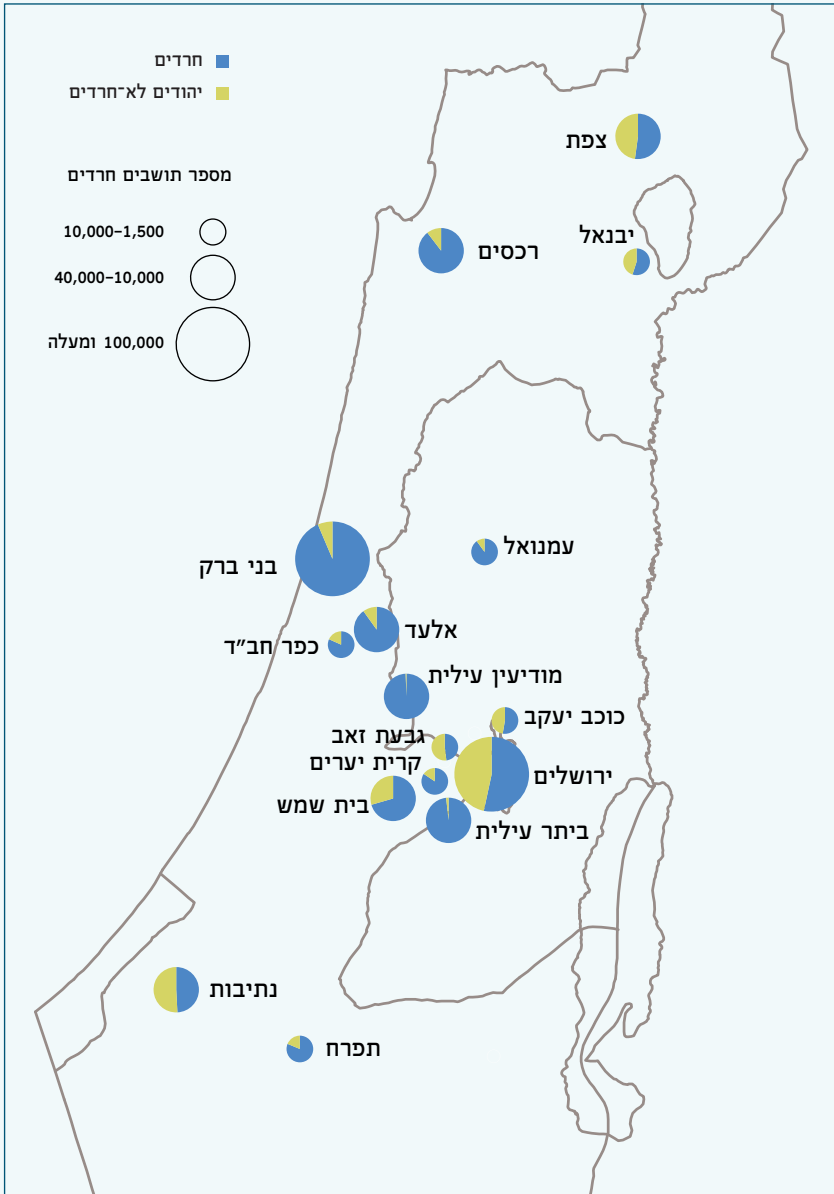 חרדים
יהודים לא־חרדים
מספר תושבים חרדים
10,000–1,500
40,000–10,000
100,000 ומעלה
צפת
יבנאל
רכסים
עמנואל
בני ברק
אלעד
כפר חב"ד
מודיעין עילית
כוכב יעקב
גבעת זאב
קרית יערים
ירושלים
בית שמש
ביתר עילית
נתיבות
תפרח